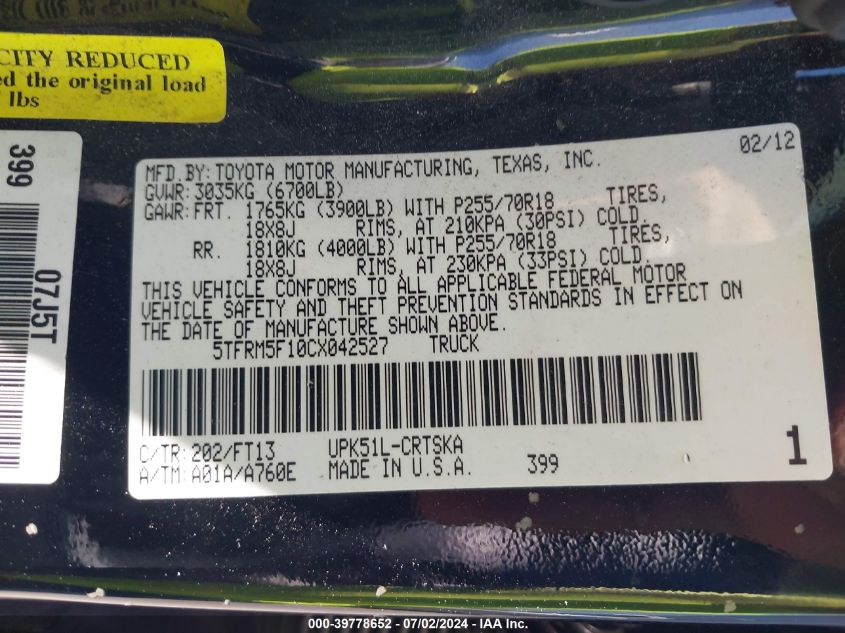 CITY REDUCED
ed the original load
lbs
399
07J5T
02/12
MFD.BY: TOYOTA MOTOR MANUFACTURING, TEXAS, INC.
GVWR: 3035KG (6700LB)
GAWR: FRT. 1765KG (3900LB) WITH P255/70R18 TIRES,
18X8J RIMS, AT 210KPA (30PSI) COLD.
RR. 1810KG (4000LB) WITH P255/70R18 TIRES,
18X8J RIMS, AT 230KPA (33PSI) COLD.
THIS VEHICLE CONFORMS TO ALL APPLICABLE FEDERAL MOTOR
VEHICLE SAFETY AND THEFT PREVENTION STANDARDS IN EFFECT ON
THE DATE OF MANUFACTURE SHOWN ABOVE.
5TFRM5F10CX042527 TRUCK
C/TR: 202/FT13 UPK51L-CRTSKA
A/TM: A01A/A760E MADE IN U.S.A. 399 1
000-39778652 - 07/02/2024 - IAA Inc.